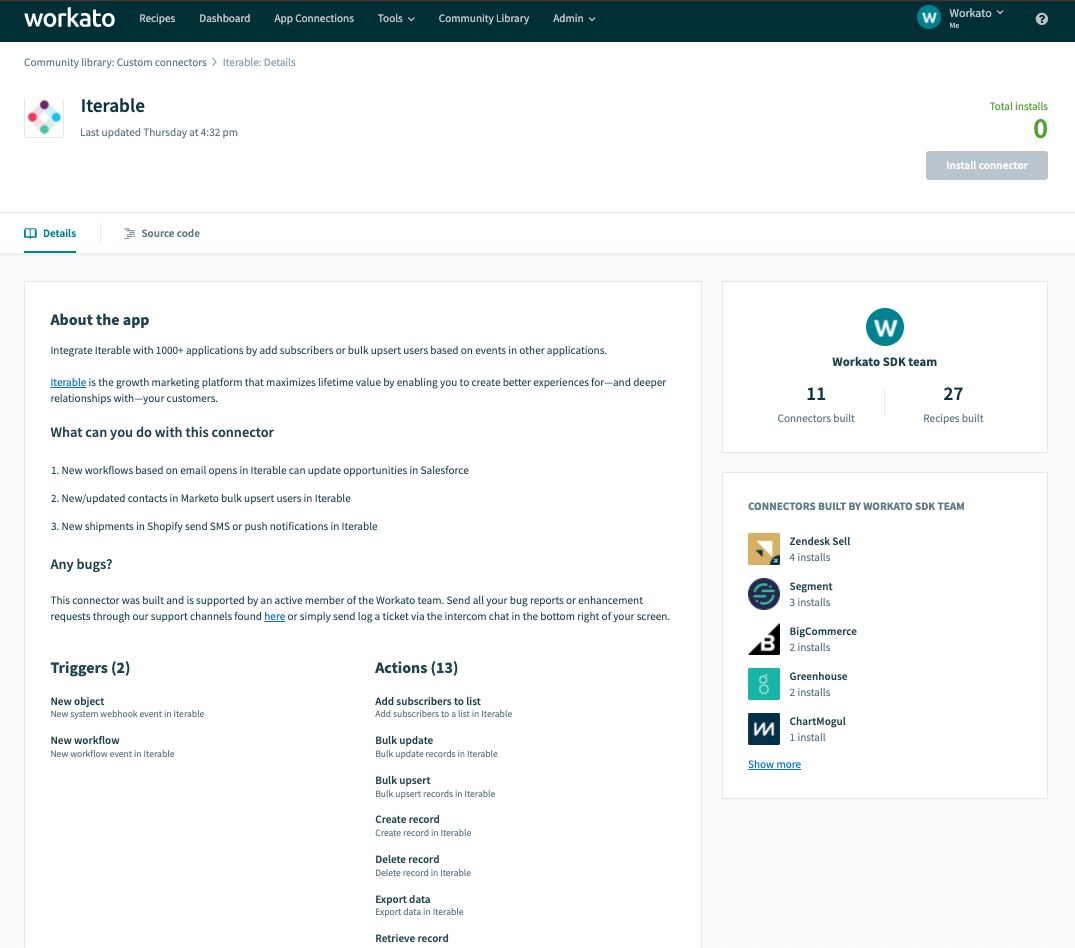 workato
Recipes
Dashboard
App Connections
Tools
Community Library
Admin
W
Workato
Me
?
Community library: Custom connectors > Iterable: Details
Iterable
Last updated Thursday at 4:32 pm
Total installs
0
Install connector
Details
Source code
About the app
Integrate Iterable with 1000+ applications by add subscribers or bulk upsert users based on events in other applications.
Iterable is the growth marketing platform that maximizes lifetime value by enabling you to create better experiences for—and deeper
relationships with—your customers.
What can you do with this connector
1. New workflows based on email opens in Iterable can update opportunities in Salesforce
2. New/updated contacts in Marketo bulk upsert users in Iterable
3. New shipments in Shopify send SMS or push notifications in Iterable
Any bugs?
This connector was built and is supported by an active member of the Workato team. Send all your bug reports or enhancement
requests through our support channels found here or simply send log a ticket via the intercom chat in the bottom right of your screen.
Triggers (2)
New object
New system webhook event in Iterable
New workflow
New workflow event in Iterable
Actions (13)
Add subscribers to list
Add subscribers to a list in Iterable
Bulk update
Bulk update records in Iterable
Bulk upsert
Bulk upsert records in Iterable
Create record
Create record in Iterable
Delete record
Delete record in Iterable
Export data
Export data in Iterable
Retrieve record
W
Workato SDK team
11
Connectors built
27
Recipes built
CONNECTORS BUILT BY WORKATO SDK TEAM
Zendesk Sell
4 installs
Segment
3 installs
B
BigCommerce
2 installs
g
Greenhouse
2 installs
ChartMogul
1 install
Show more